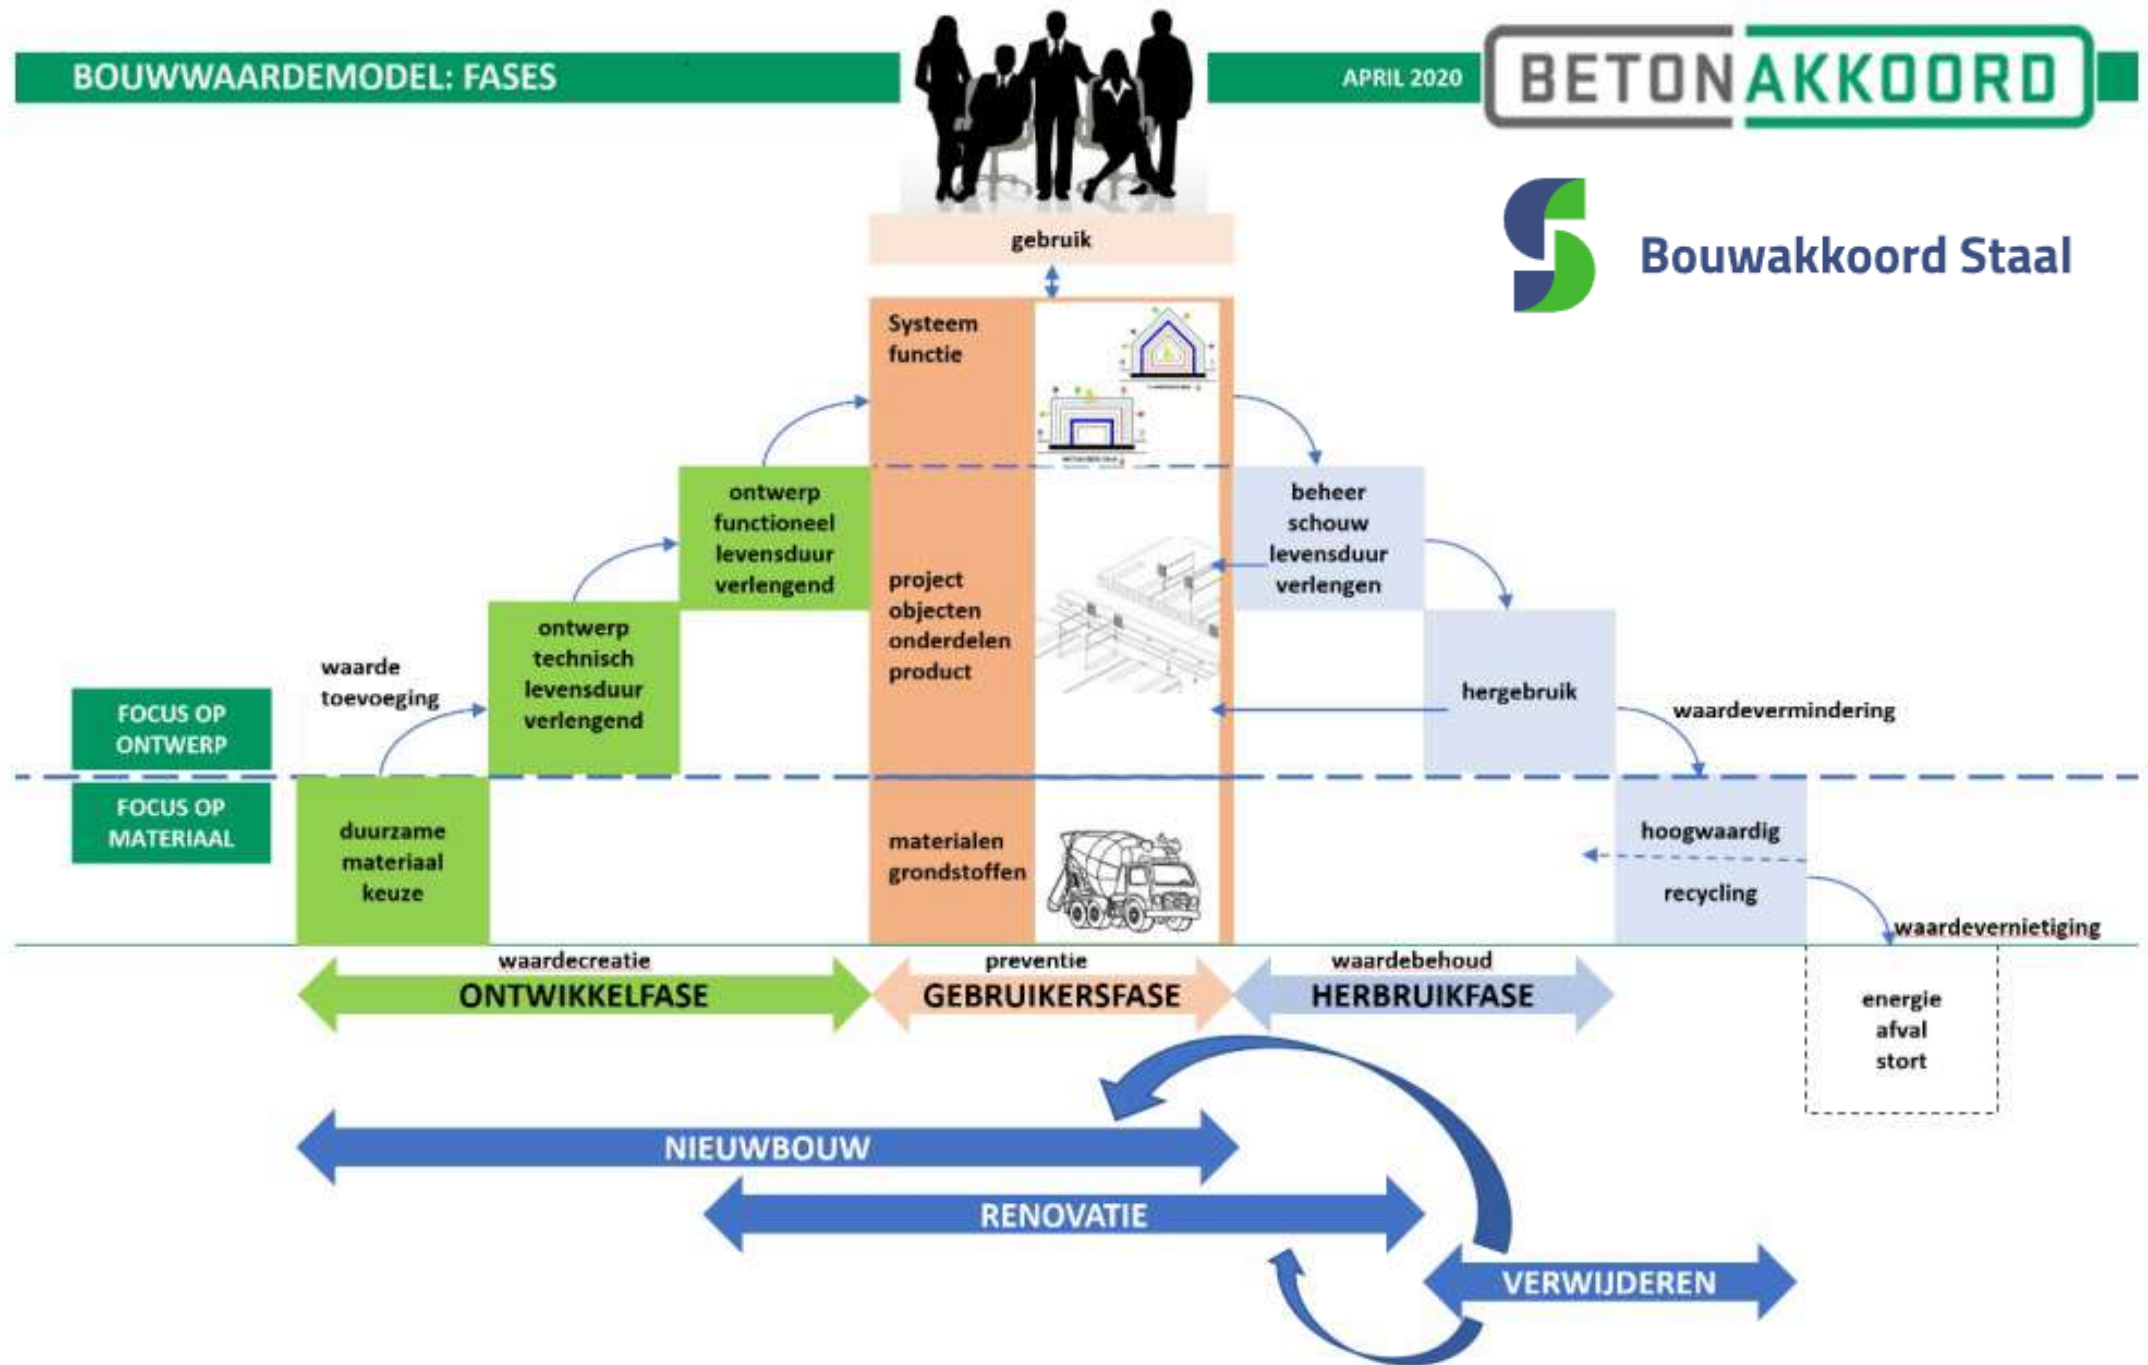 BOUWWAARDEMODEL: FASES
APRIL 2020
BETONAKKOORD
Bouwakkoord Staal
gebruik
Systeem
functie
ontwerp
functioneel
levensduur
verlengend
beheer
schouw
levensduur
verlengen
project
objecten
onderdelen
product
ontwerp
technisch
levensduur
verlengend
waarde
toevoeging
hergebruik
waardevermindering
FOCUS OP
ONTWERP
FOCUS OP
MATERIAAL
duurzame
materiaal
keuze
materialen
grondstoffen
hoogwaardig
recycling
waardevernietiging
waardecreatie
ONTWIKKELFASE
preventie
GEBRUIKERSFASE
waardebehoud
HERBRUIKFASE
energie
afval
stort
NIEUWBOUW
RENOVATIE
VERWIJDEREN